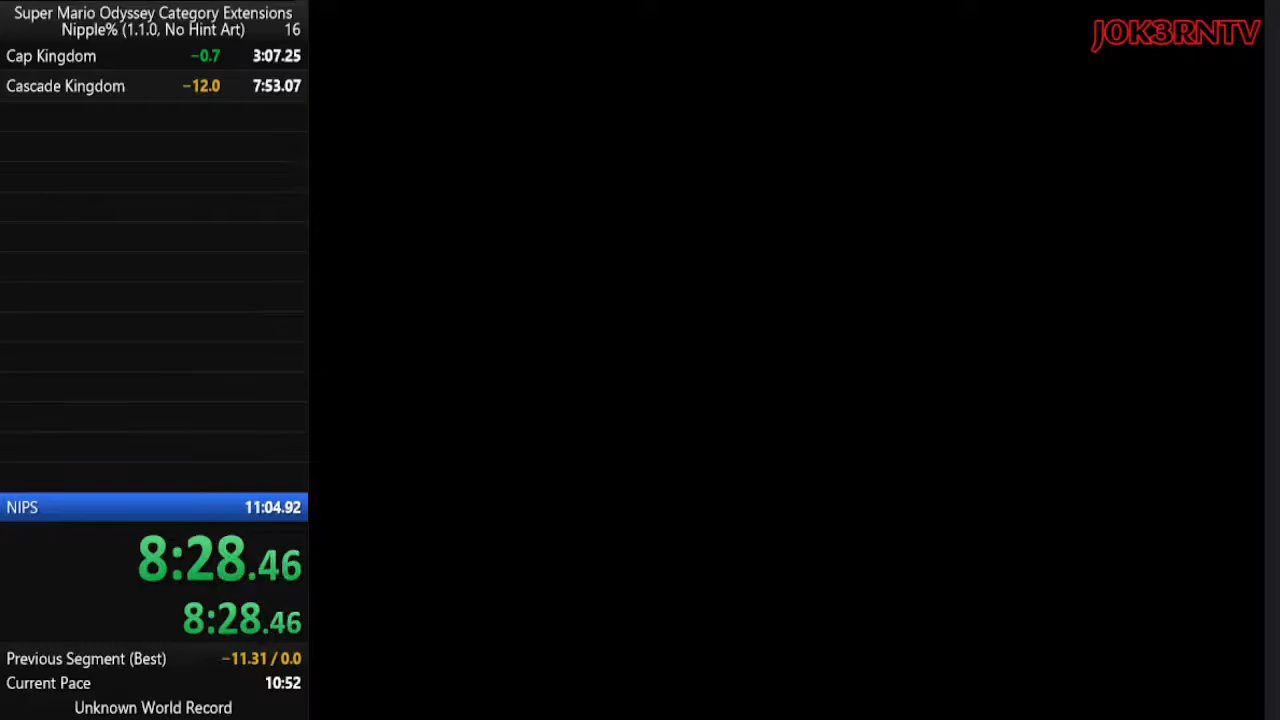 Super Mario Odyssey Category Extensions
Nipple% (1.1.0, No Hint Art) 16
Cap Kingdom −0.7 3:07.25
Cascade Kingdom −12.0 7:53.07
NIPS 11:04.92
8:28.46
8:28.46
Previous Segment (Best) −11.31 / 0.0
Current Pace 10:52
Unknown World Record
JOK3RNTV